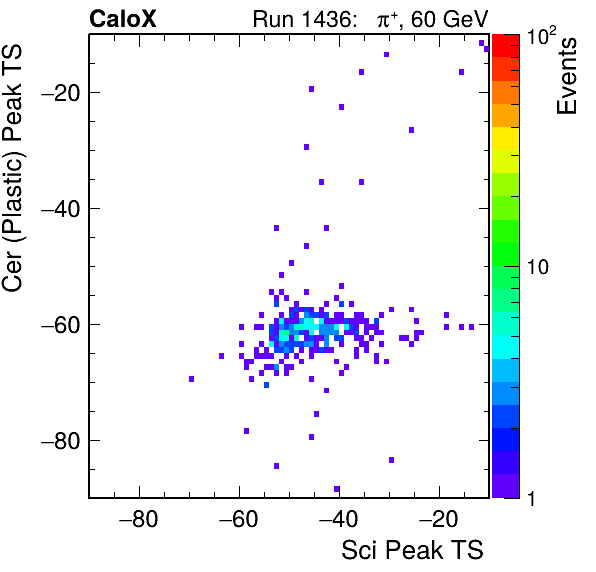 CaloX
Run 1436: π⁺, 60 GeV
Cer (Plastic) Peak TS
−20
−40
−60
−80
−80
−60
−40
−20
Sci Peak TS
10²
10
1
Events